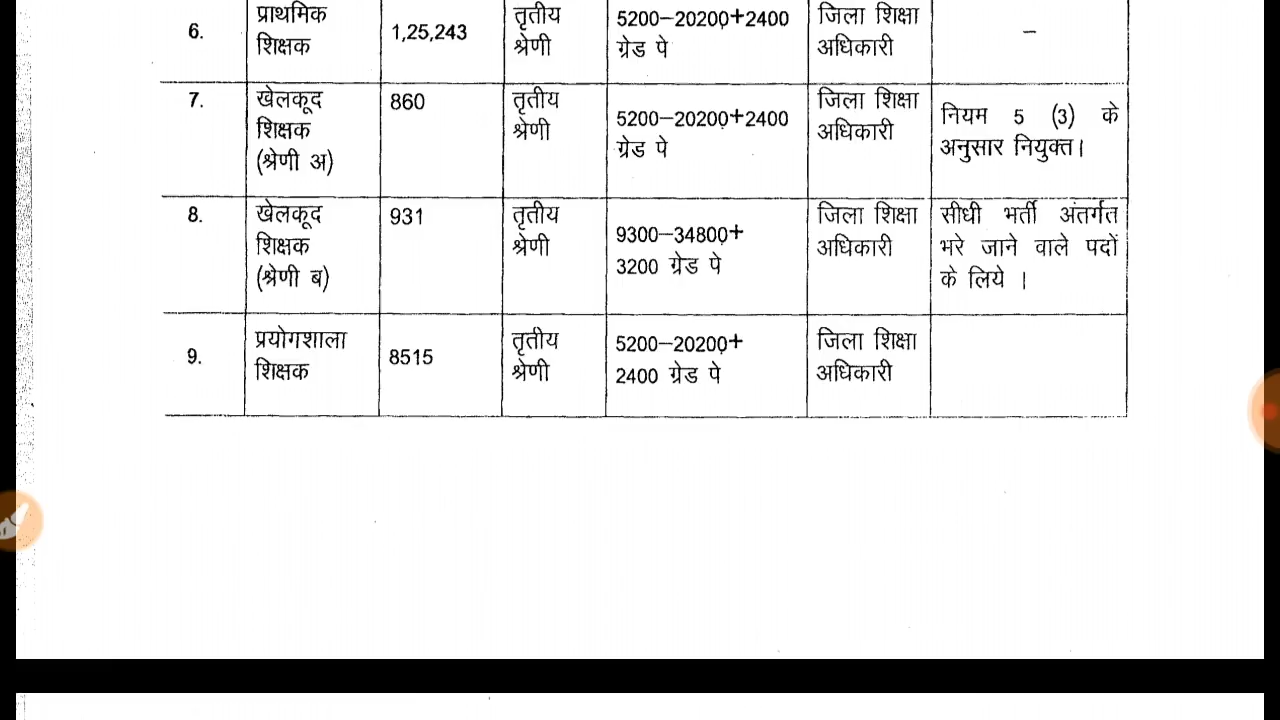 6. प्राथमिक शिक्षक 1,25,243 तृतीय श्रेणी 5200–20200+2400 ग्रेड पे जिला शिक्षा अधिकारी –
7. खेलकूद शिक्षक (श्रेणी अ) 860 तृतीय श्रेणी 5200–20200+2400 ग्रेड पे जिला शिक्षा अधिकारी नियम 5 (3) के अनुसार नियुक्त।
8. खेलकूद शिक्षक (श्रेणी ब) 931 तृतीय श्रेणी 9300–34800+ 3200 ग्रेड पे जिला शिक्षा अधिकारी सीधी भर्ती अंतर्गत भरे जाने वाले पदों के लिये ।
9. प्रयोगशाला शिक्षक 8515 तृतीय श्रेणी 5200–20200+ 2400 ग्रेड पे जिला शिक्षा अधिकारी